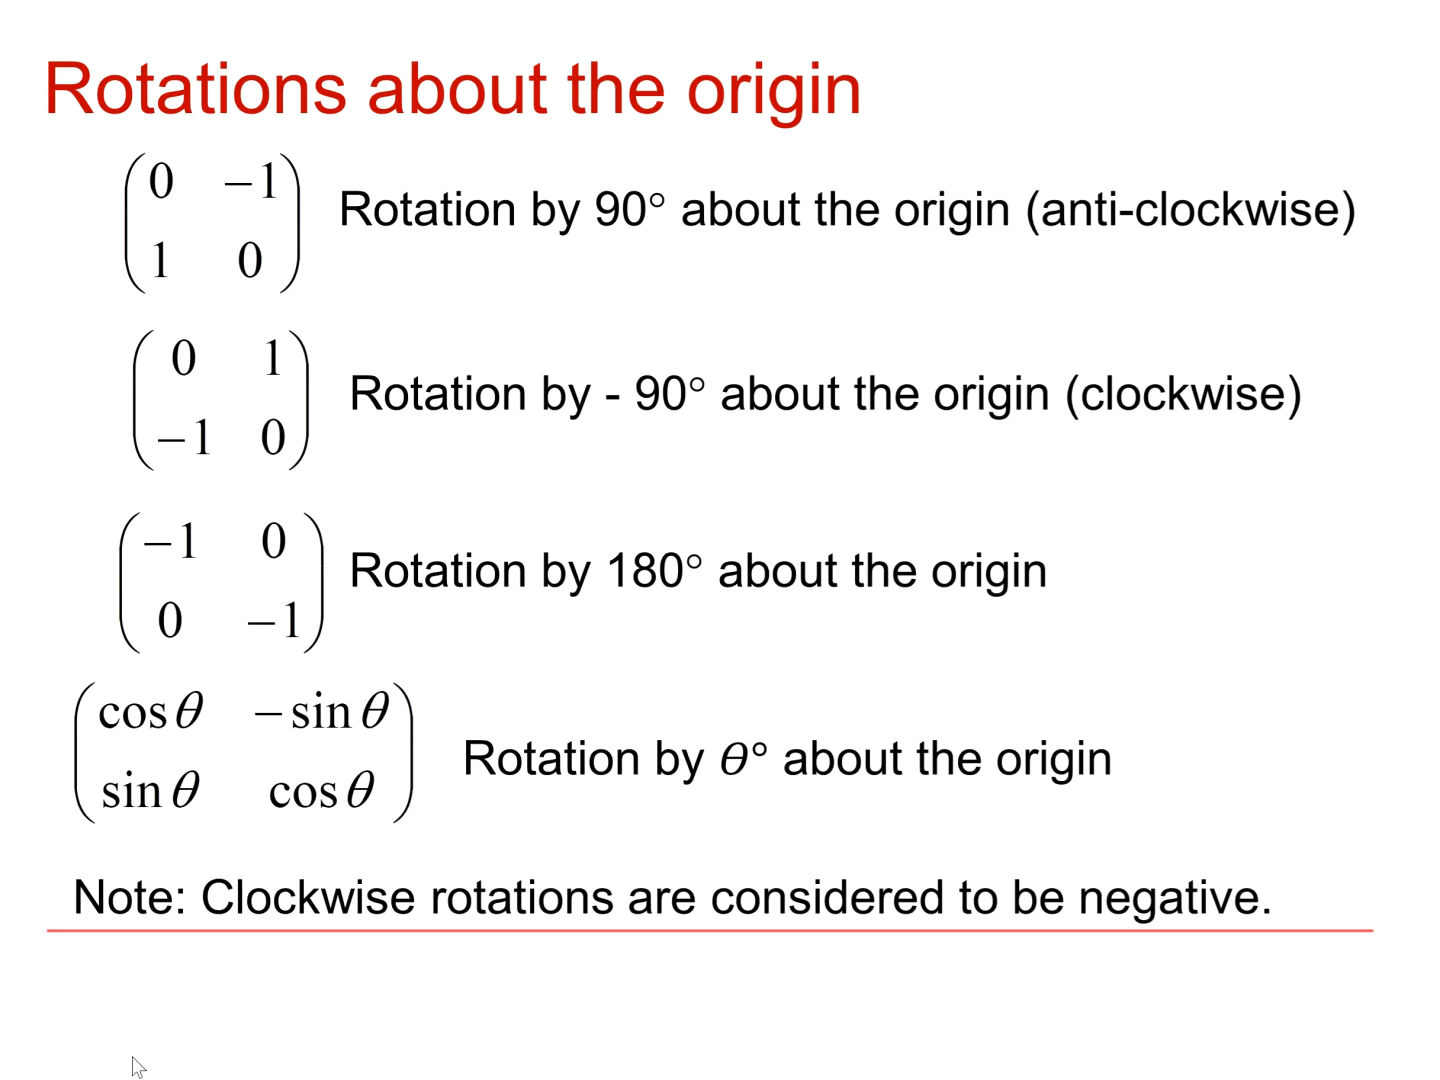 Rotations about the origin
0 −1
1 0
Rotation by 90° about the origin (anti-clockwise)
0 1
−1 0
Rotation by - 90° about the origin (clockwise)
−1 0
0 −1
Rotation by 180° about the origin
cos θ − sin θ
sin θ cos θ
Rotation by θ° about the origin
Note: Clockwise rotations are considered to be negative.